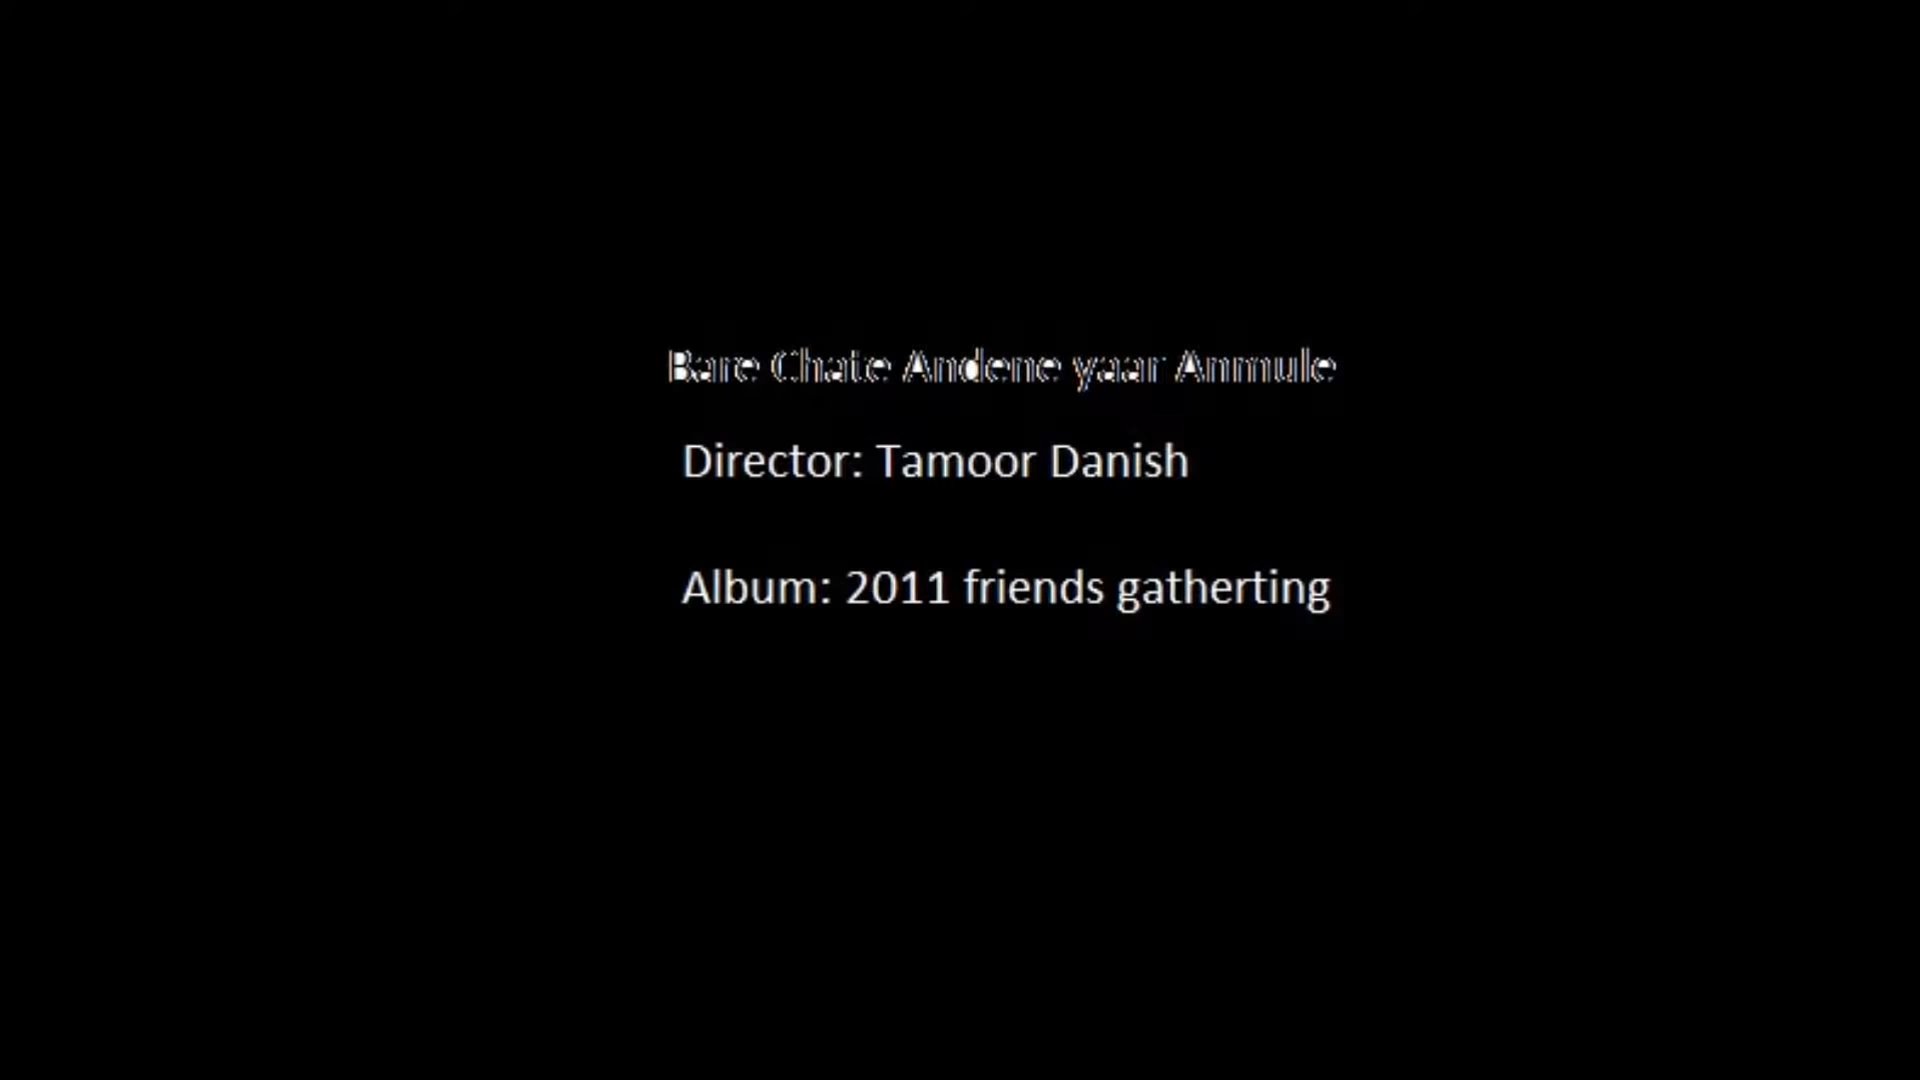 Bare Chate Andene yaar Anmule
Director: Tamoor Danish
Album: 2011 friends gatherting